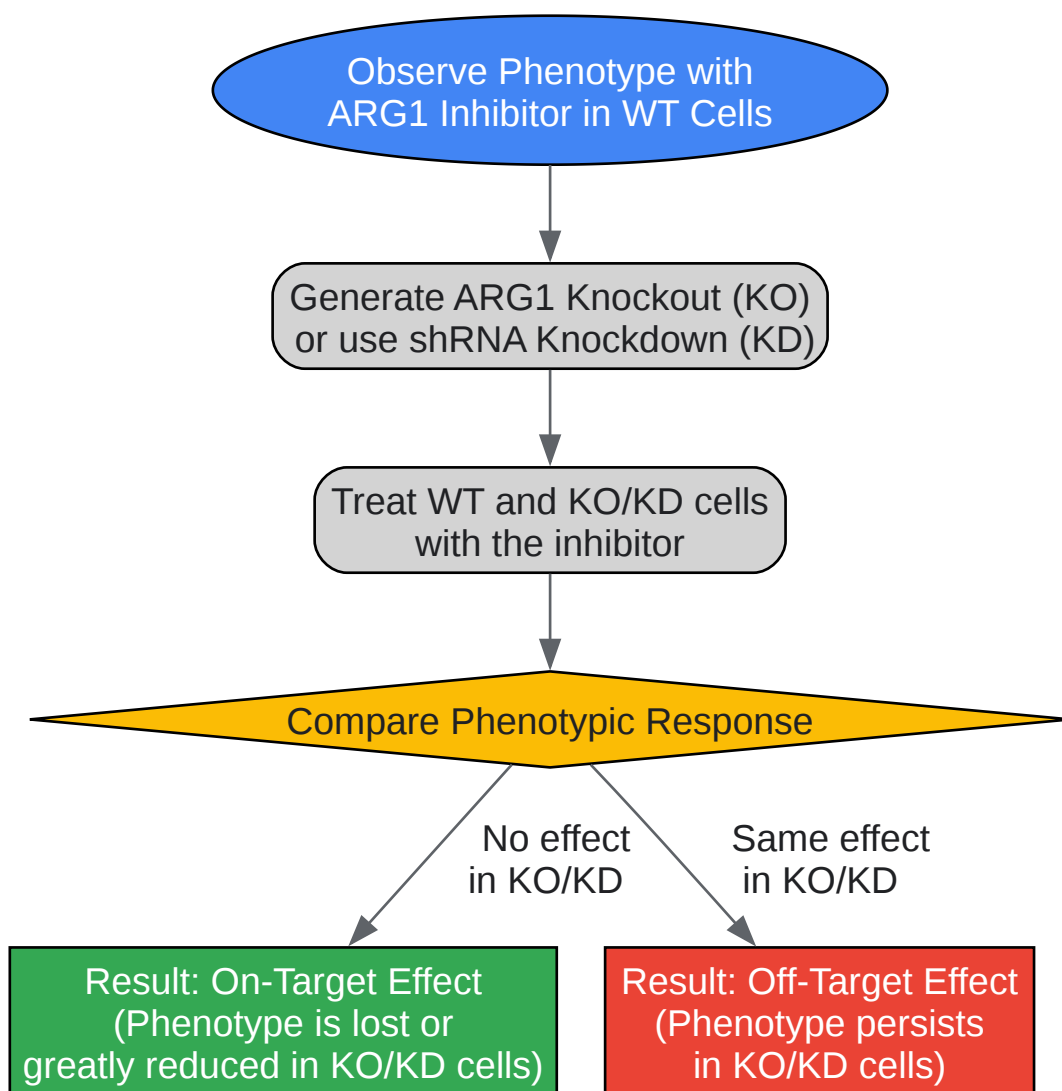 Observe Phenotype with
ARG1 Inhibitor in WT Cells
Generate ARG1 Knockout (KO)
or use shRNA Knockdown (KD)
Treat WT and KO/KD cells
with the inhibitor
Compare Phenotypic Response
No effect
in KO/KD
Same effect
in KO/KD
Result: On-Target Effect
(Phenotype is lost or
greatly reduced in KO/KD cells)
Result: Off-Target Effect
(Phenotype persists
in KO/KD cells)